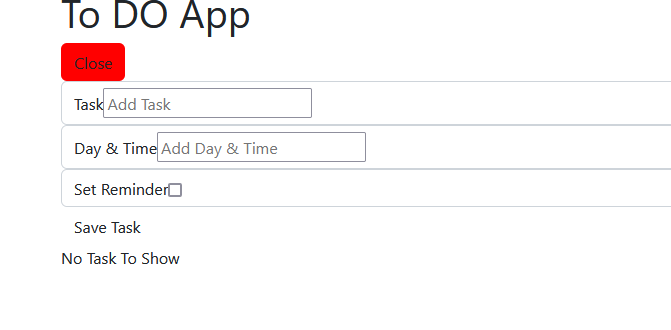 To DO App
Close
Task Add Task
Day & Time Add Day & Time
Set Reminder
Save Task
No Task To Show